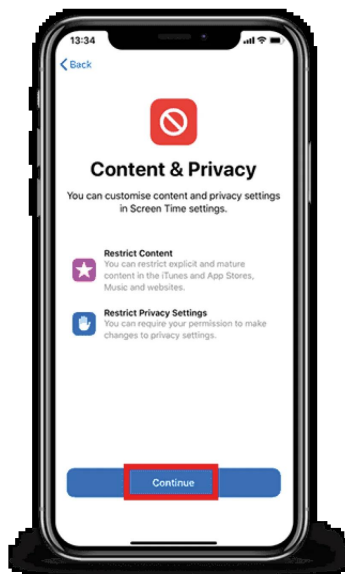 13:34
Back
Content & Privacy
You can customise content and privacy settings
in Screen Time settings.
Restrict Content
You can restrict explicit and mature
content in the iTunes and App Stores,
Music and websites.
Restrict Privacy Settings
You can require your permission to make
changes to privacy settings.
Continue